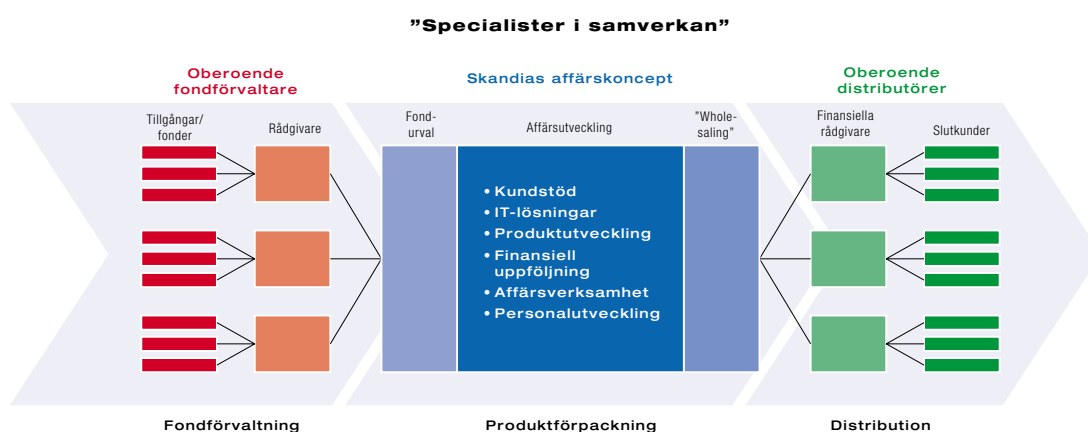 ”Specialister i samverkan”
Oberoende
fondförvaltare
Skandias affärskoncept
Oberoende
distributörer
Tillgångar/
fonder
Rådgivare
Fond-
urval
Affärsutveckling
”Whole-
saling”
Finansiella
rådgivare
Slutkunder
• Kundstöd
• IT-lösningar
• Produktutveckling
• Finansiell
uppföljning
• Affärsverksamhet
• Personalutveckling
Fondförvaltning
Produktförpackning
Distribution